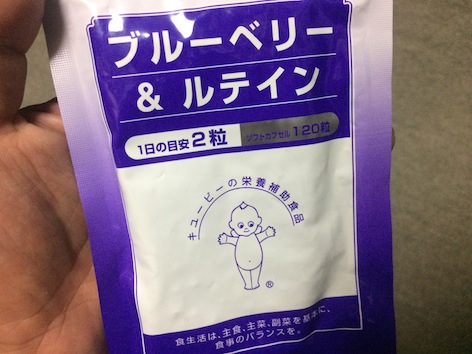 ブルーベリー
& ルテイン
1日の目安2粒 ソフトカプセル 120粒
キユーピーの栄養補助食品
®
食生活は、主食、主菜、副菜を基本に、
食事のバランスを。